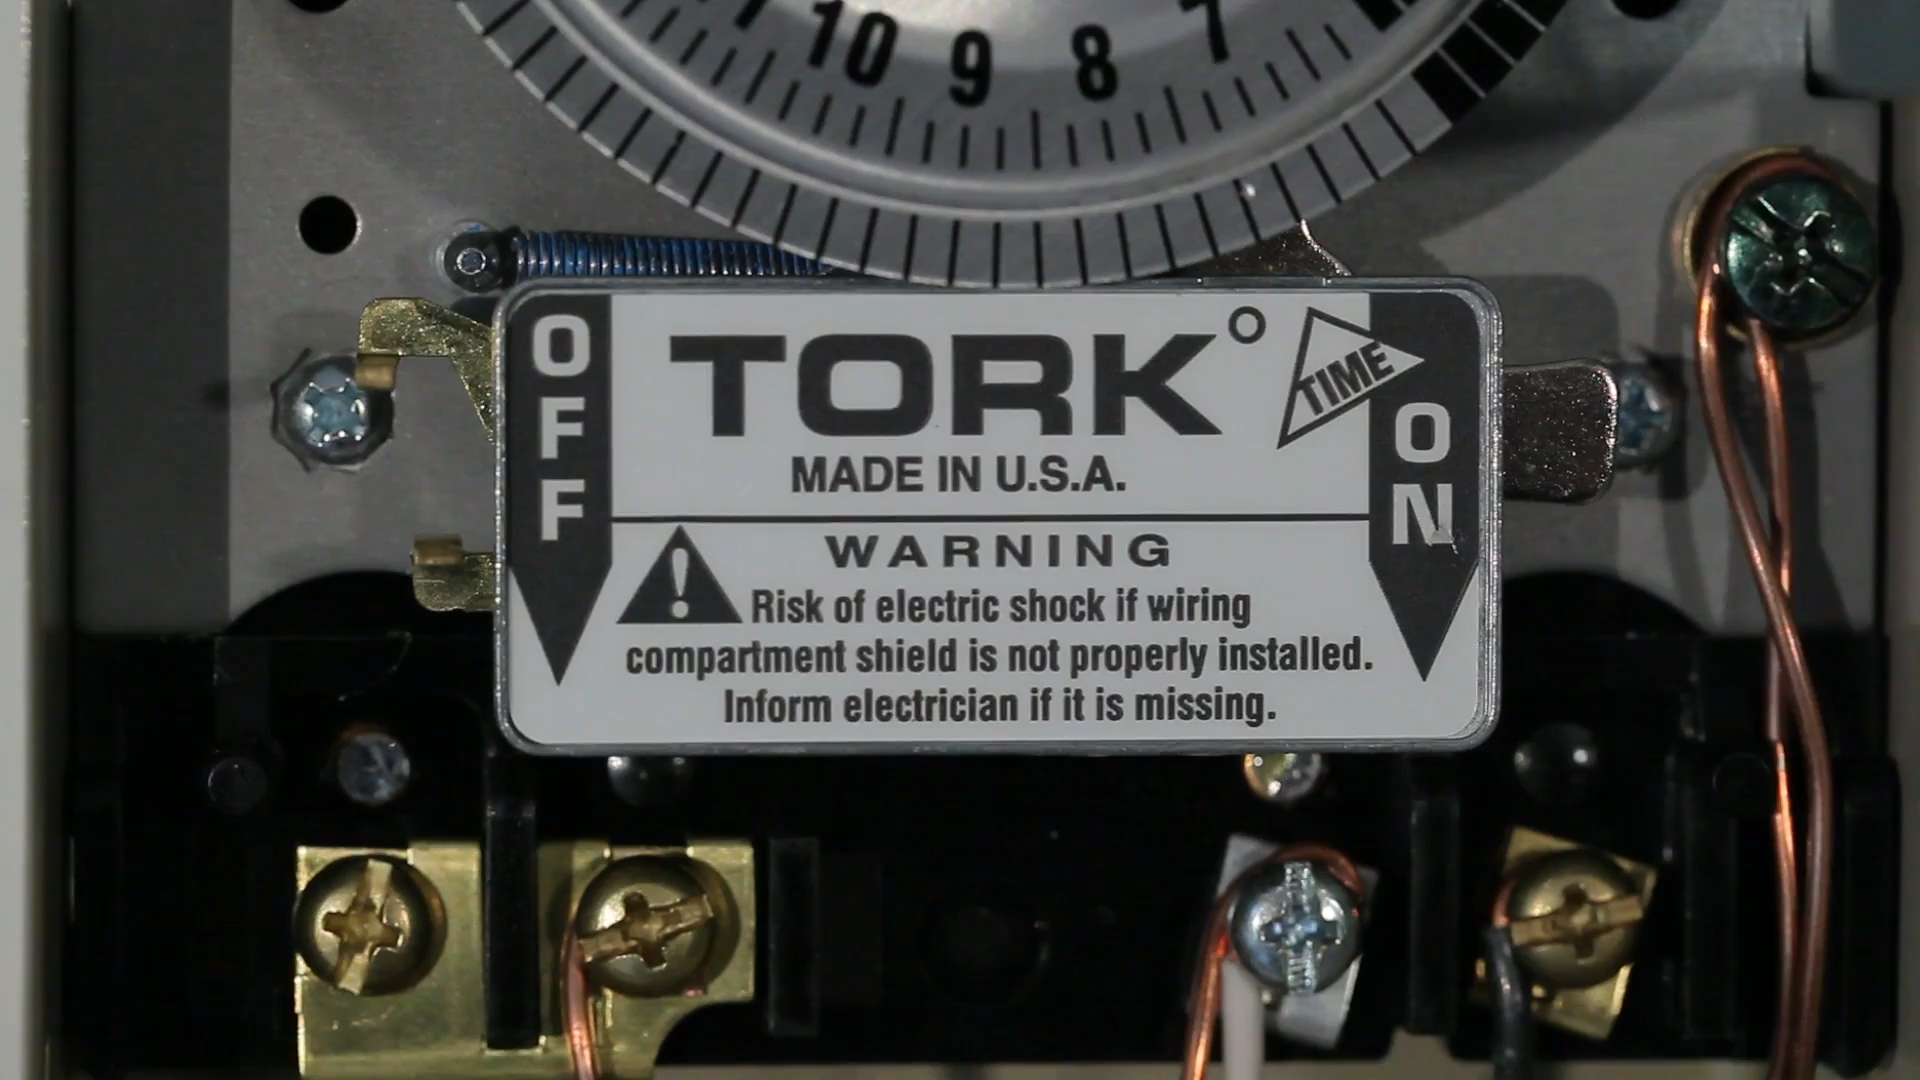 11 10 9 8 7
OFF
TORK
TIME
ON
MADE IN U.S.A.
WARNING
! Risk of electric shock if wiring
compartment shield is not properly installed.
Inform electrician if it is missing.